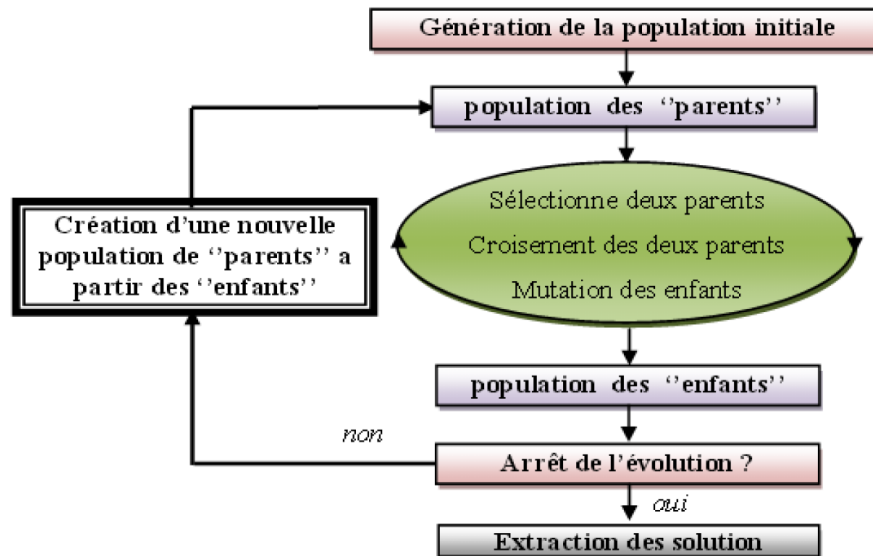 Génération de la population initiale
population des ‘‘parents’’
Sélectionne deux parents
Croisement des deux parents
Mutation des enfants
Création d’une nouvelle
population de ‘‘parents’’ a
partir des ‘‘enfants’’
population des ‘‘enfants’’
non
Arrêt de l’évolution ?
oui
Extraction des solution